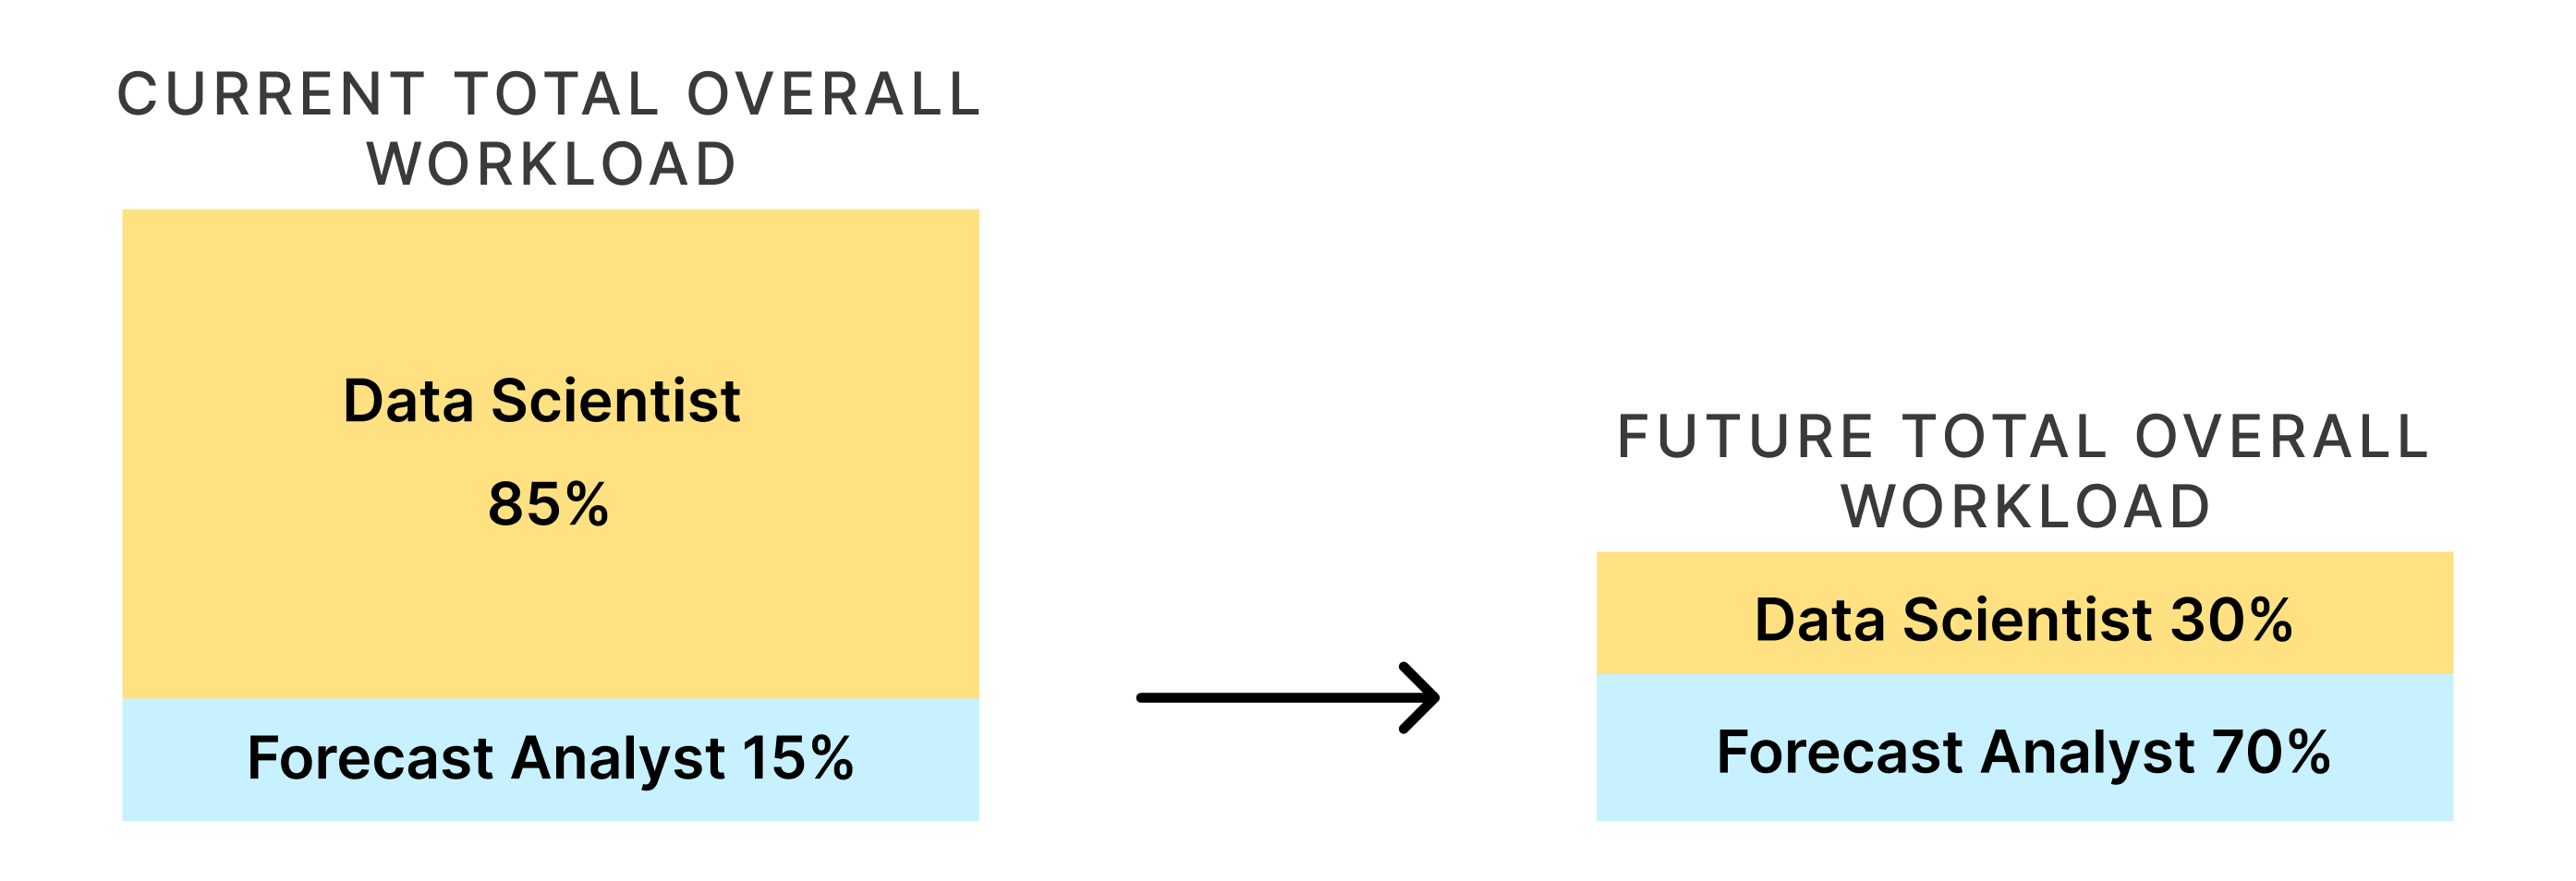 CURRENT TOTAL OVERALL
WORKLOAD
Data Scientist
85%
Forecast Analyst 15%
FUTURE TOTAL OVERALL
WORKLOAD
Data Scientist 30%
Forecast Analyst 70%